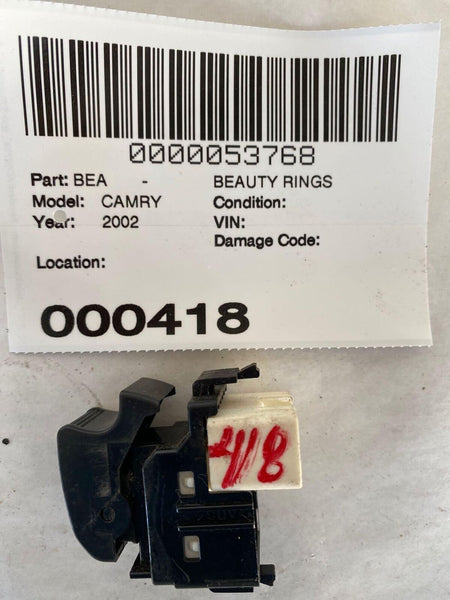 0000053768
Part: BEA - BEAUTY RINGS
Model: CAMRY Condition:
Year: 2002 VIN:
Damage Code:
Location:
000418
418